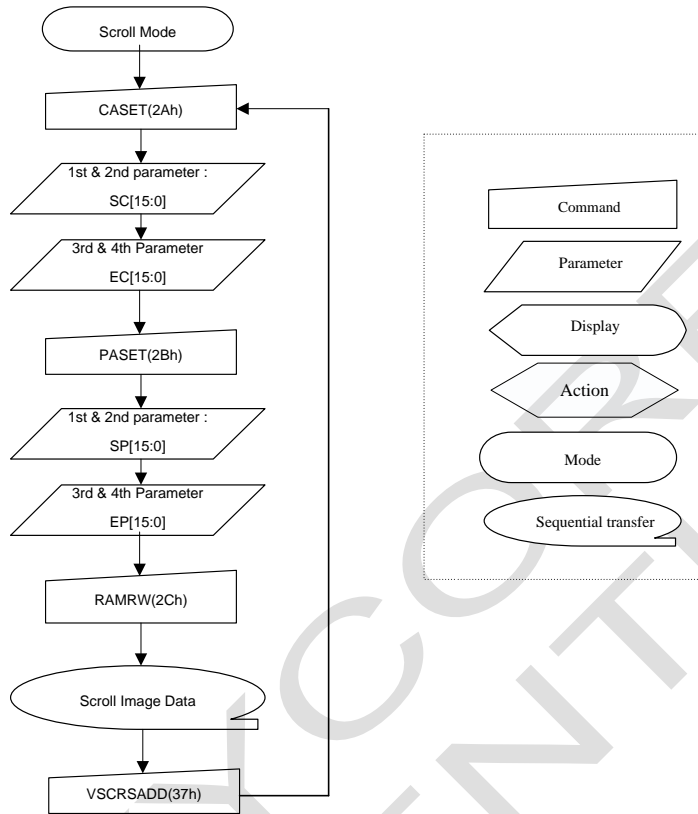 Scroll Mode
CASET(2Ah)
1st & 2nd parameter :
SC[15:0]
3rd & 4th Parameter
EC[15:0]
PASET(2Bh)
1st & 2nd parameter :
SP[15:0]
3rd & 4th Parameter
EP[15:0]
RAMRW(2Ch)
Scroll Image Data
VSCRSADD(37h)
Command
Parameter
Display
Action
Mode
Sequential transfer